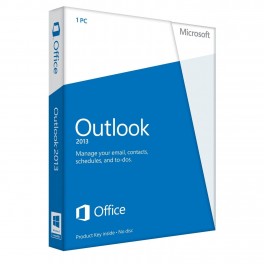 1 PC
Microsoft
Office
Outlook 2013
Outlook
2013
Manage your email, contacts,
schedules, and to-dos.
Office
Product Key inside • No disc